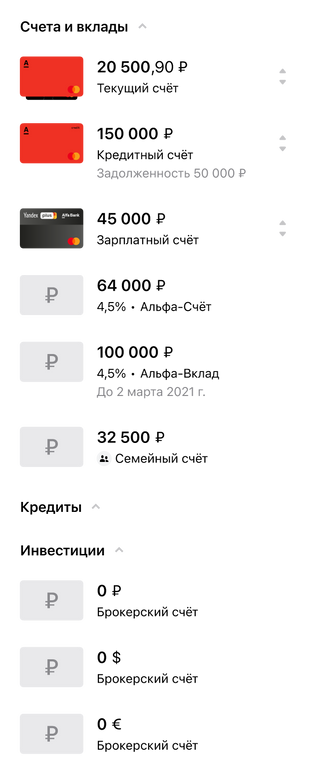 Счета и вклады
20 500,90 ₽
Текущий счёт
150 000 ₽
Кредитный счёт
Задолженность 50 000 ₽
Yandex plus Alfa Bank
45 000 ₽
Зарплатный счёт
₽
64 000 ₽
4,5% • Альфа-Счёт
₽
100 000 ₽
4,5% • Альфа-Вклад
До 2 марта 2021 г.
₽
32 500 ₽
Семейный счёт
Кредиты
Инвестиции
₽
0 ₽
Брокерский счёт
₽
0 $
Брокерский счёт
₽
0 €
Брокерский счёт